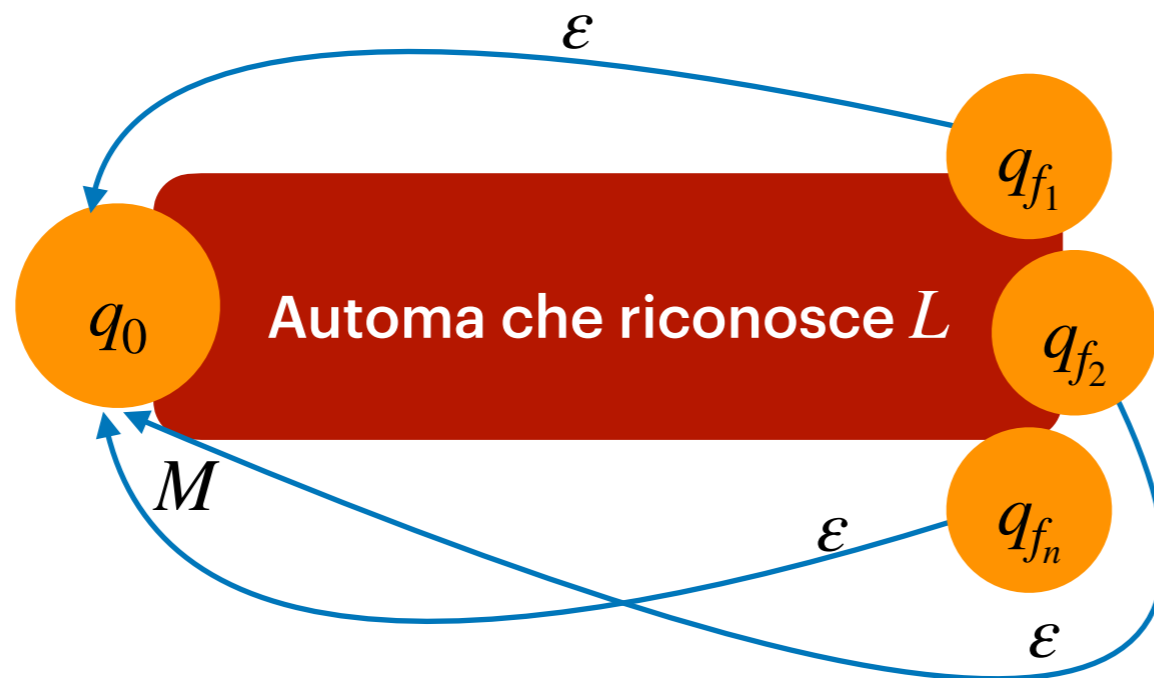 ε
q_{f_1}
q_0
Automa che riconosce L
q_{f_2}
M
ε
q_{f_n}
ε